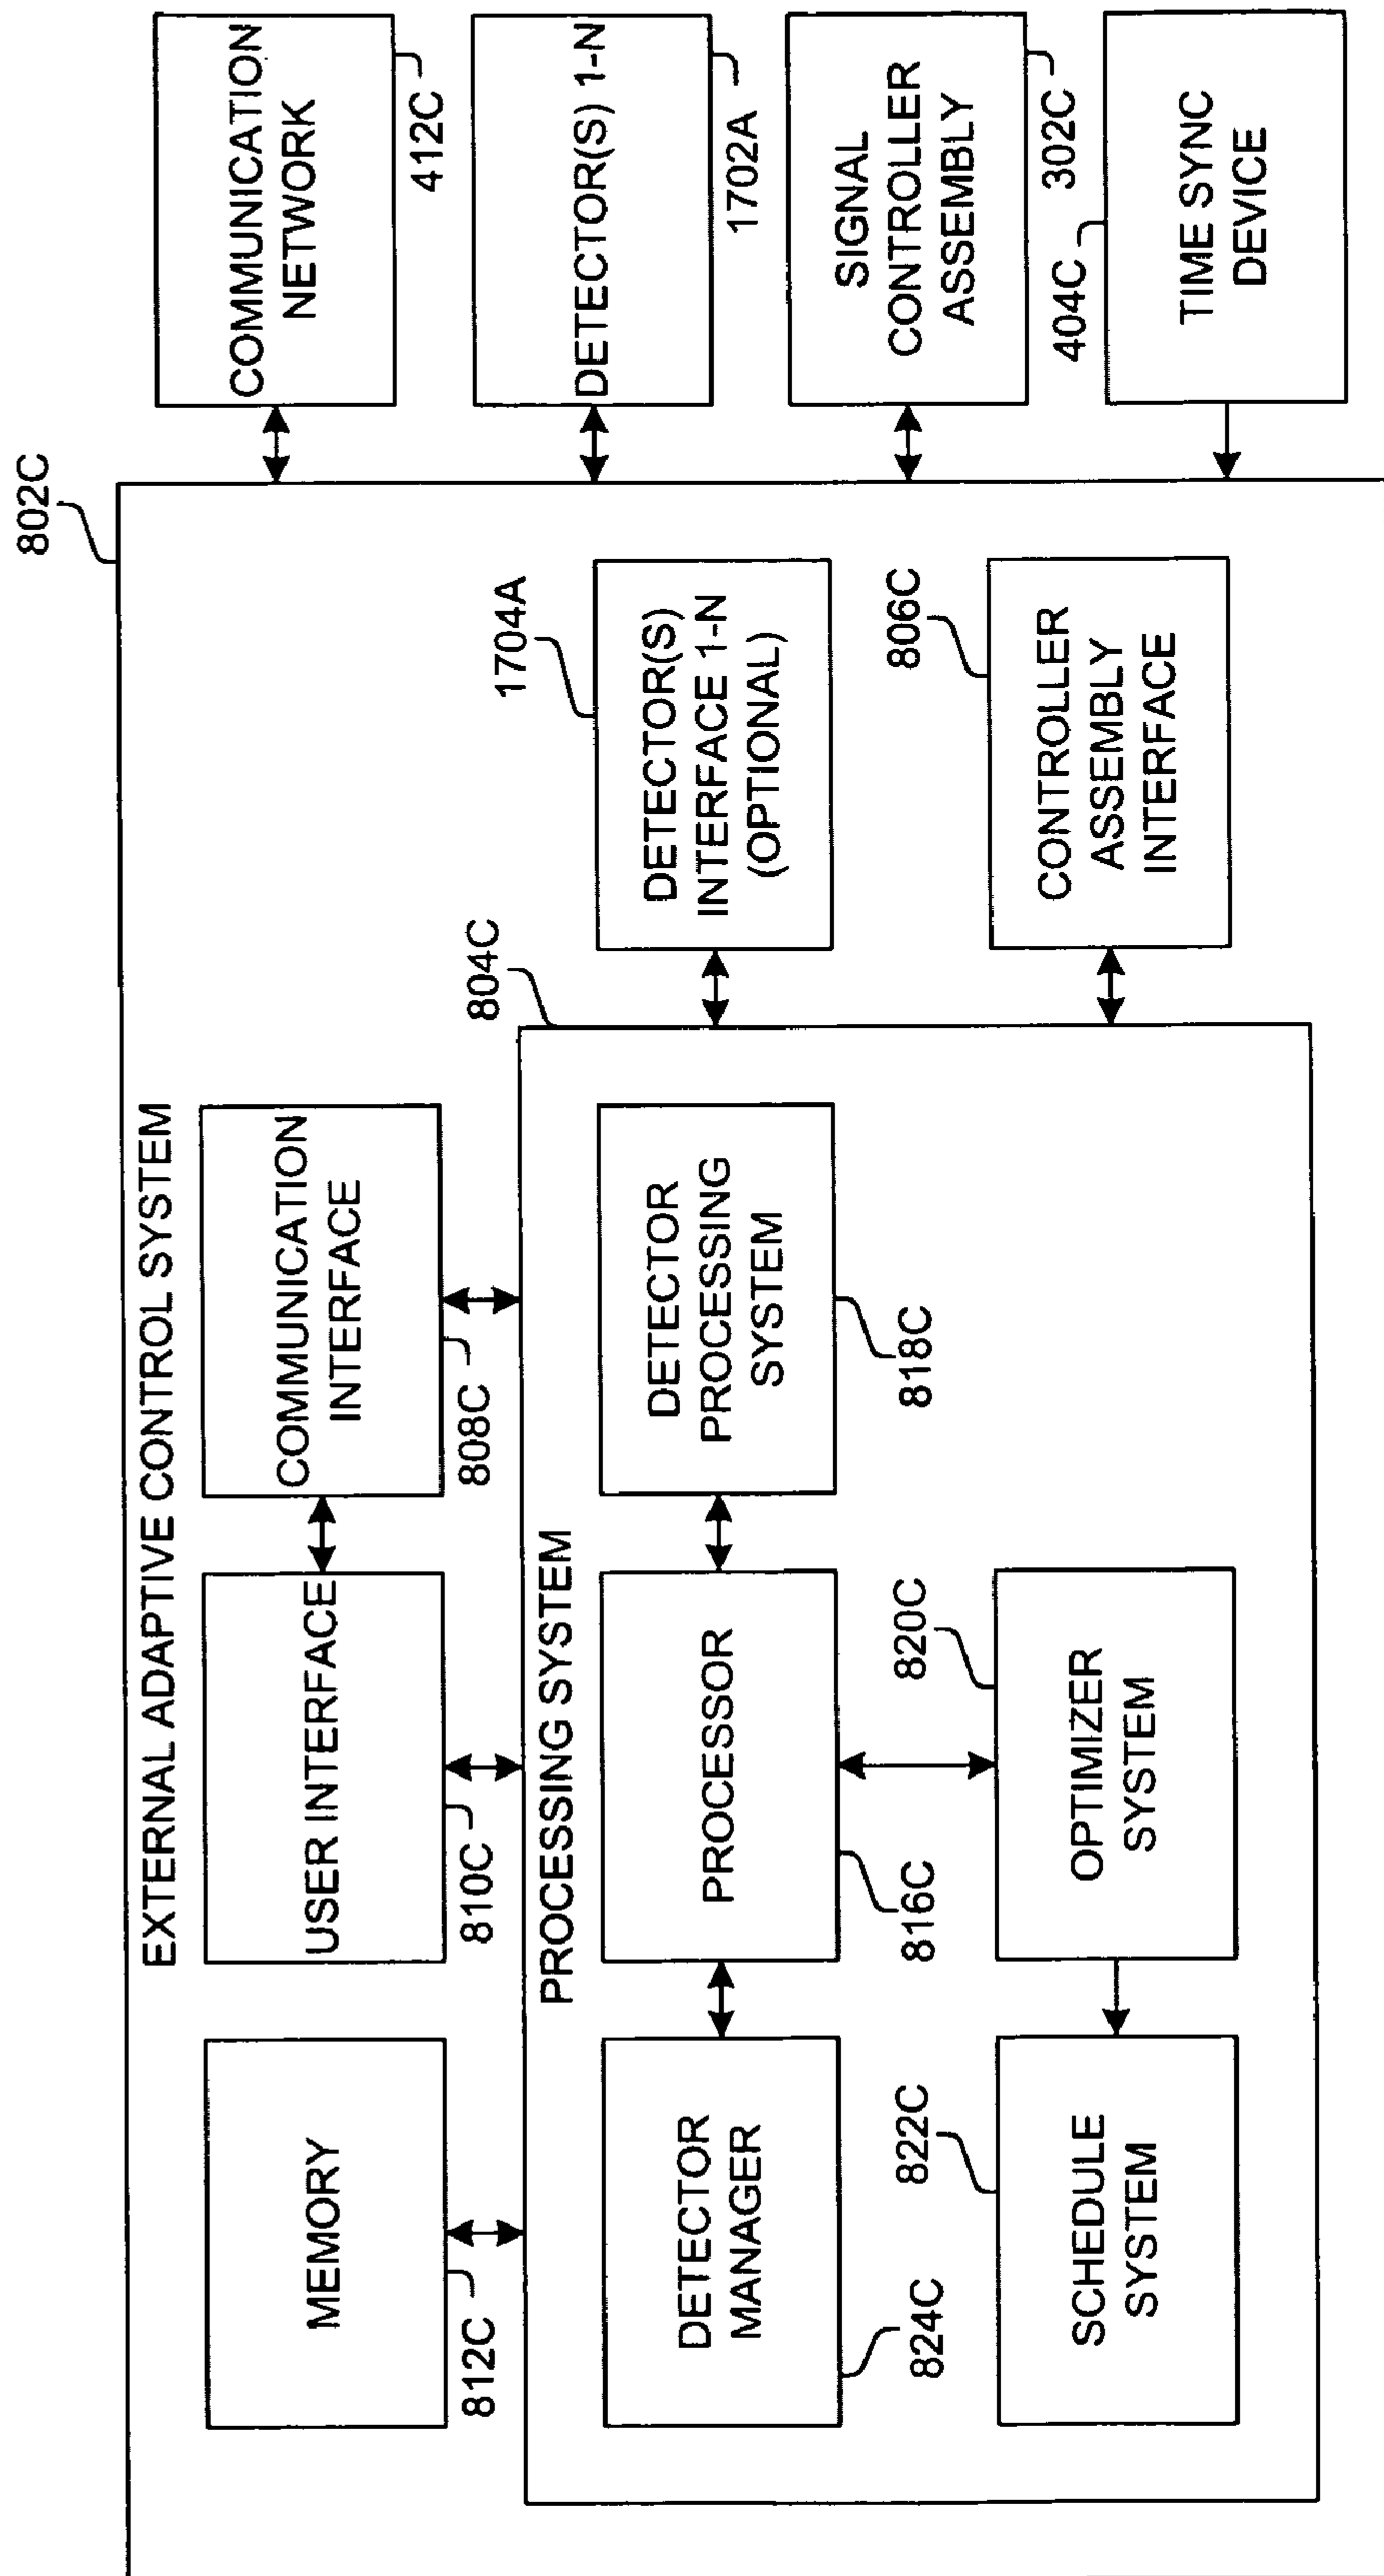 802C
EXTERNAL ADAPTIVE CONTROL SYSTEM
MEMORY
812C
USER INTERFACE
810C
COMMUNICATION
INTERFACE
808C
COMMUNICATION
NETWORK
412C
PROCESSING SYSTEM
804C
DETECTOR
MANAGER
824C
PROCESSOR
816C
DETECTOR
PROCESSING
SYSTEM
818C
1704A
DETECTOR(S)
INTERFACE 1-N
(OPTIONAL)
DETECTOR(S) 1-N
1702A
822C
SCHEDULE
SYSTEM
820C
OPTIMIZER
SYSTEM
806C
CONTROLLER
ASSEMBLY
INTERFACE
SIGNAL
CONTROLLER
ASSEMBLY
302C
404C
TIME SYNC
DEVICE